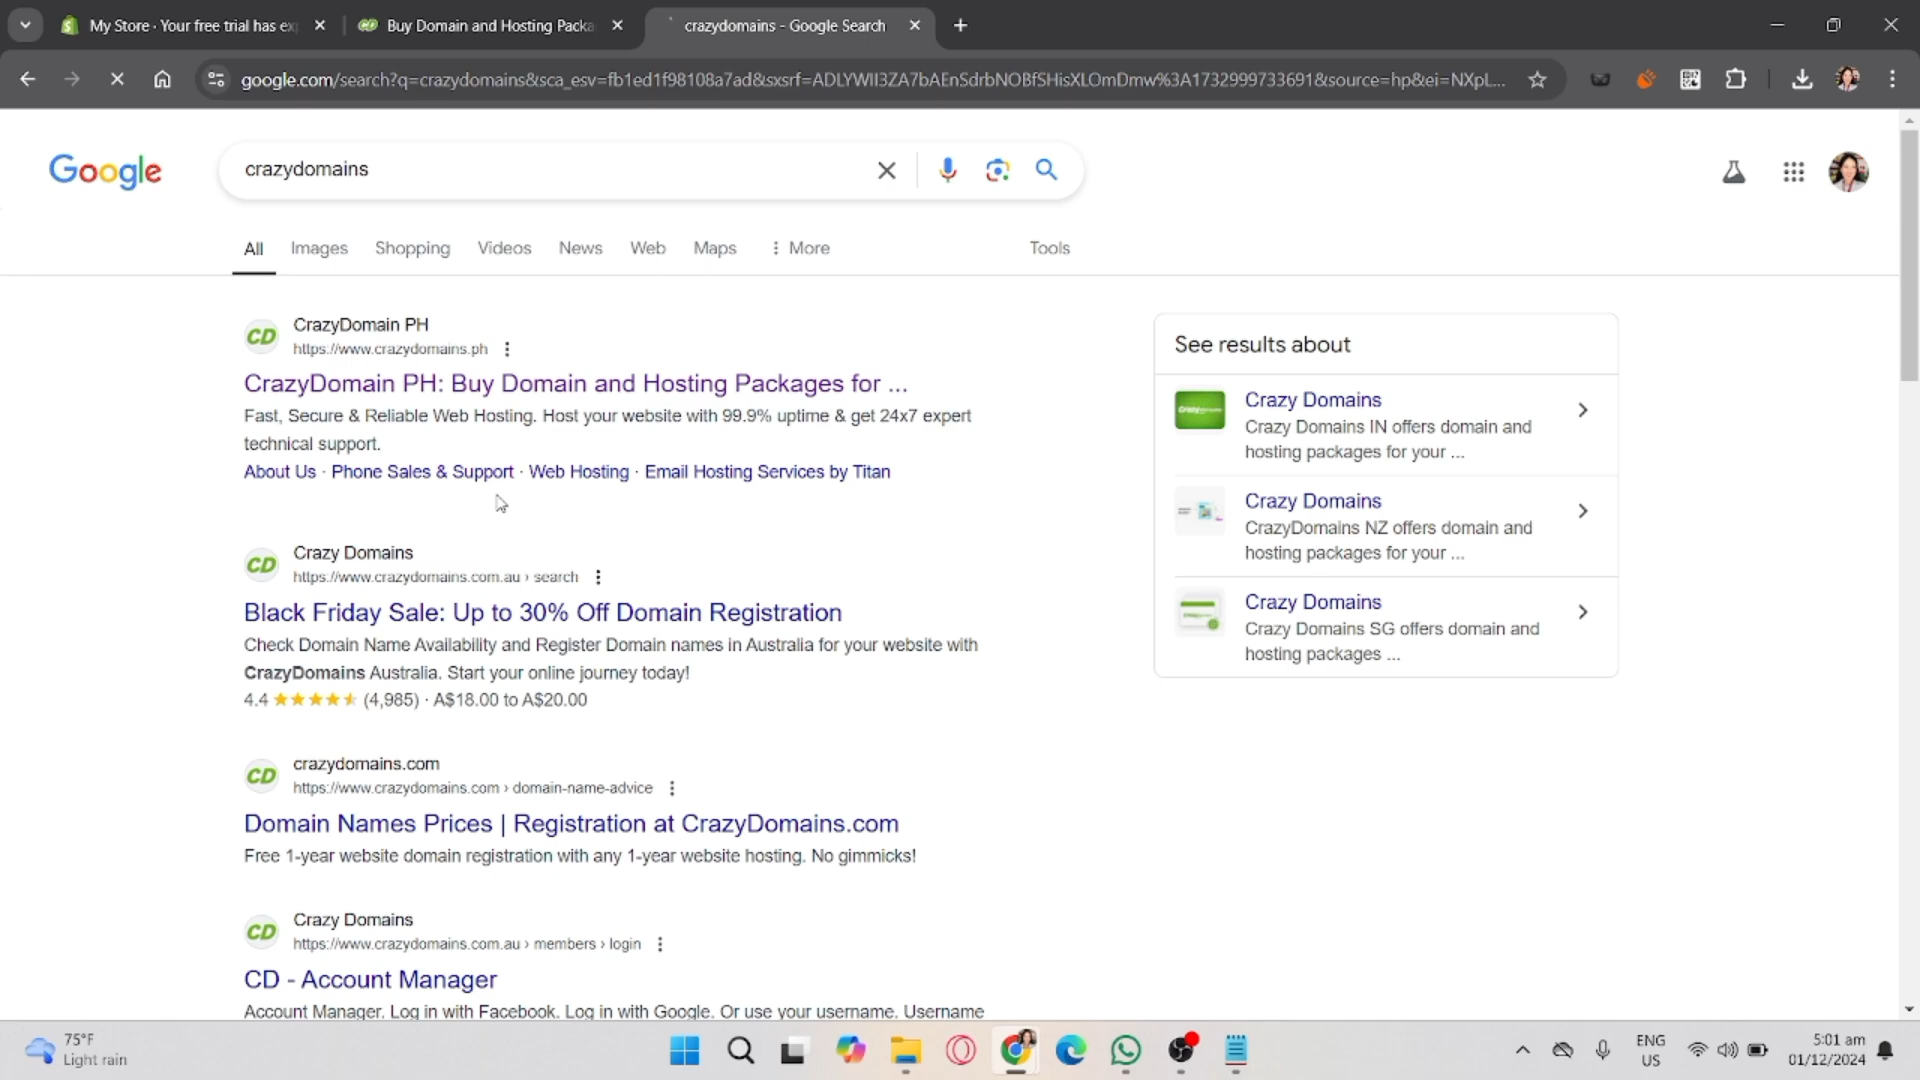 My Store · Your free trial has ex
Buy Domain and Hosting Packa
crazydomains - Google Search
google.com/search?q=crazydomains&sca_esv=fb1ed1f98108a7ad&sxsrf=ADLYWII3ZA7bAEnSdrbNOBfSHisXLOmDmw%3A1732999733691&source=hp&ei=NXpL...
Google
crazydomains
All
Images
Shopping
Videos
News
Web
Maps
More
Tools
CD
CrazyDomain PH
https://www.crazydomains.ph
CrazyDomain PH: Buy Domain and Hosting Packages for ...
Fast, Secure & Reliable Web Hosting. Host your website with 99.9% uptime & get 24x7 expert
technical support.
About Us · Phone Sales & Support · Web Hosting · Email Hosting Services by Titan
CD
Crazy Domains
https://www.crazydomains.com.au › search
Black Friday Sale: Up to 30% Off Domain Registration
Check Domain Name Availability and Register Domain names in Australia for your website with
CrazyDomains Australia. Start your online journey today!
4.4 (4,985) · A$18.00 to A$20.00
CD
crazydomains.com
https://www.crazydomains.com › domain-name-advice
Domain Names Prices | Registration at CrazyDomains.com
Free 1-year website domain registration with any 1-year website hosting. No gimmicks!
CD
Crazy Domains
https://www.crazydomains.com.au › members › login
CD - Account Manager
Account Manager. Log in with Facebook. Log in with Google. Or use your username. Username
See results about
Crazy Domains
Crazy Domains IN offers domain and
hosting packages for your ...
Crazy Domains
CrazyDomains NZ offers domain and
hosting packages for your ...
Crazy Domains
Crazy Domains SG offers domain and
hosting packages ...
75°F
Light rain
ENG
US
5:01 am
01/12/2024